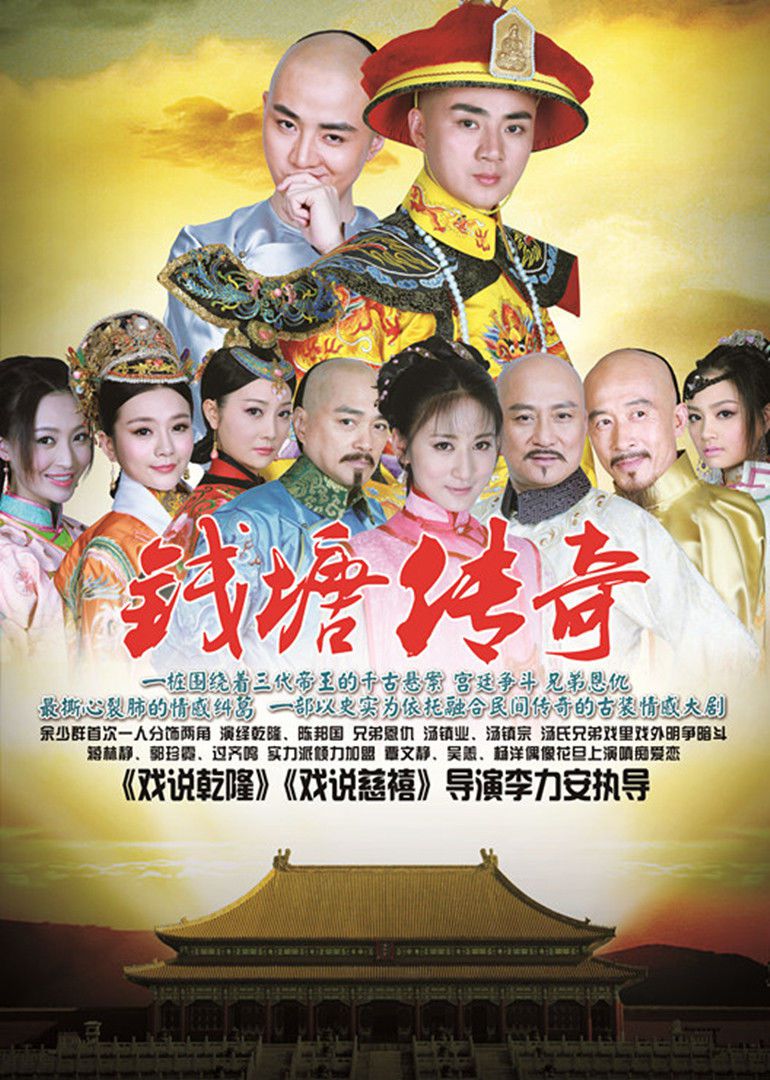 钱塘传奇
一桩围绕着三代帝王的千古悬案 宫廷争斗 兄弟恩仇
最撕心裂肺的情感纠葛 一部以史实为依托融合民间传奇的古装情感大剧
余少群首次一人分饰两角 演绎乾隆、陈邦国 兄弟恩仇 汤镇业、汤镇宗 汤氏兄弟戏里戏外明争暗斗
蒋林静、郭珍霓、过齐鸣 实力派倾力加盟 覃文静、吴恙、杨洋偶像花旦上演嗔痴爱恋
《戏说乾隆》《戏说慈禧》导演李力安执导